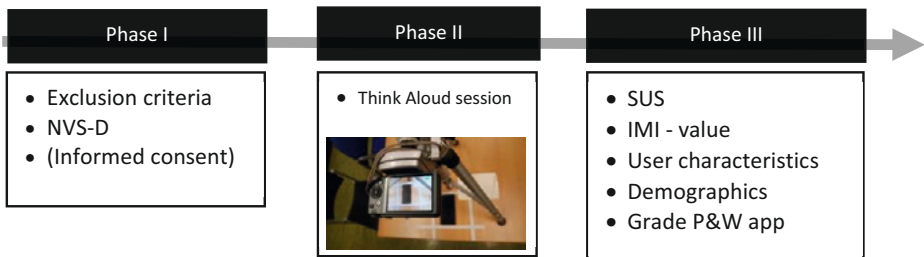 Phase I
Phase II
Phase III
• Exclusion criteria
• NVS-D
• (Informed consent)
• Think Aloud session
• SUS
• IMI - value
• User characteristics
• Demographics
• Grade P&W app